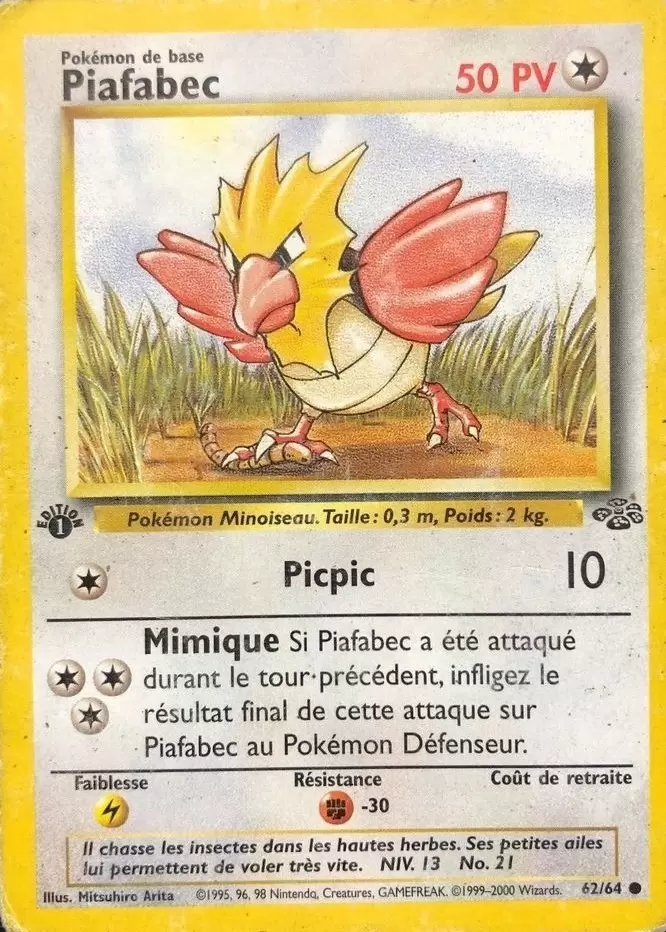 Pokémon de base
Piafabec
50 PV
EDITION
1
Pokémon Minoiseau. Taille: 0,3 m, Poids: 2 kg.
Picpic 10
Mimique Si Piafabec a été attaqué
durant le tour précédent, infligez le
résultat final de cette attaque sur
Piafabec au Pokémon Défenseur.
Faiblesse Résistance Coût de retraite
-30
Il chasse les insectes dans les hautes herbes. Ses petites ailes
lui permettent de voler très vite. NIV. 13 No. 21
Illus. Mitsuhiro Arita ©1995, 96, 98 Nintendo, Creatures, GAMEFREAK. ©1999-2000 Wizards. 62/64